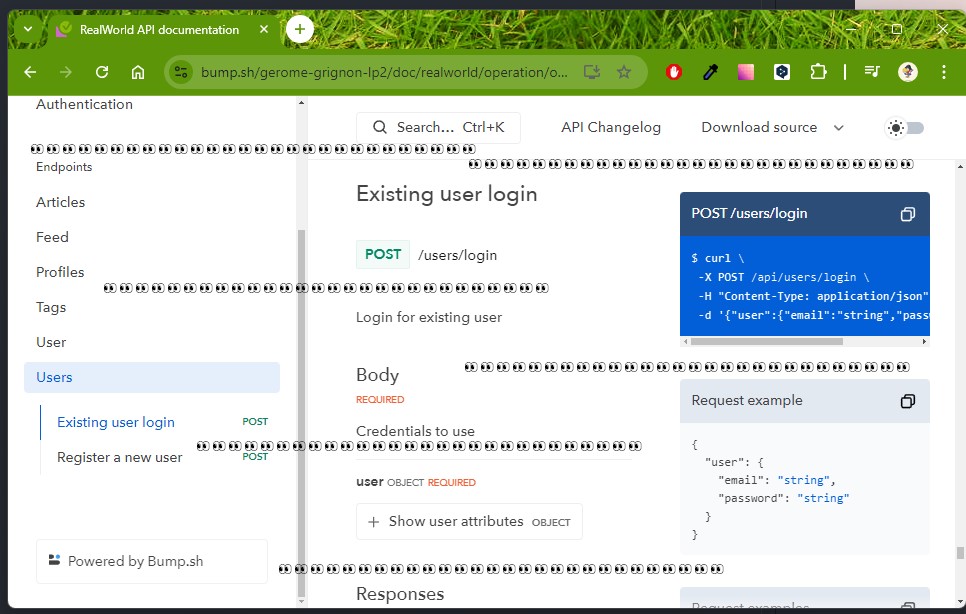 RealWorld API documentation
bump.sh/gerome-grignon-lp2/doc/realworld/operation/o...
Authentication
Endpoints
Articles
Feed
Profiles
Tags
User
Users
Existing user login POST
Register a new user POST
Powered by Bump.sh
Search... Ctrl+K
API Changelog
Download source
Existing user login
POST /users/login
Login for existing user
Body
REQUIRED
Credentials to use
user OBJECT REQUIRED
+ Show user attributes OBJECT
Responses
POST /users/login
$ curl \
-X POST /api/users/login \
-H "Content-Type: application/json"
-d '{"user":{"email":"string","passw
Request example
{
"user": {
"email": "string",
"password": "string"
}
}
Request examples